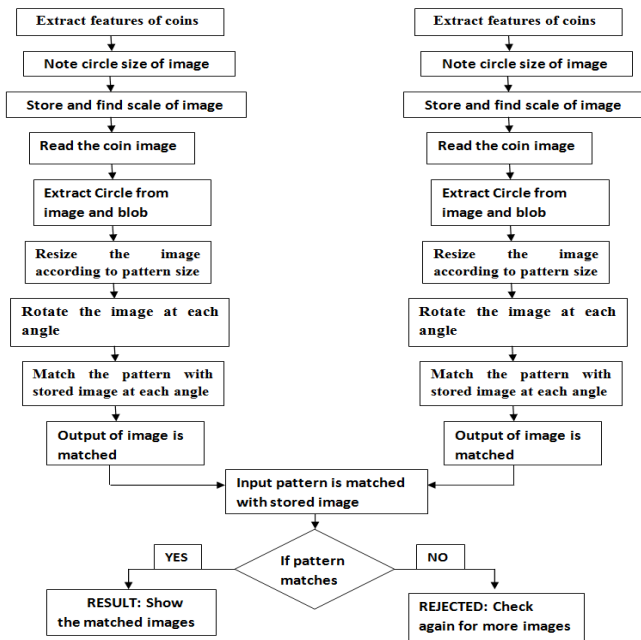 Extract features of coins
Note circle size of image
Store and find scale of image
Read the coin image
Extract Circle from
image and blob
Resize the image
according to pattern size
Rotate the image at each
angle
Match the pattern with
stored image at each angle
Output of image is
matched
Extract features of coins
Note circle size of image
Store and find scale of image
Read the coin image
Extract Circle from
image and blob
Resize the image
according to pattern size
Rotate the image at each
angle
Match the pattern with
stored image at each angle
Output of image is
matched
Input pattern is matched
with stored image
If pattern
matches
YES
NO
RESULT: Show
the matched images
REJECTED: Check
again for more images